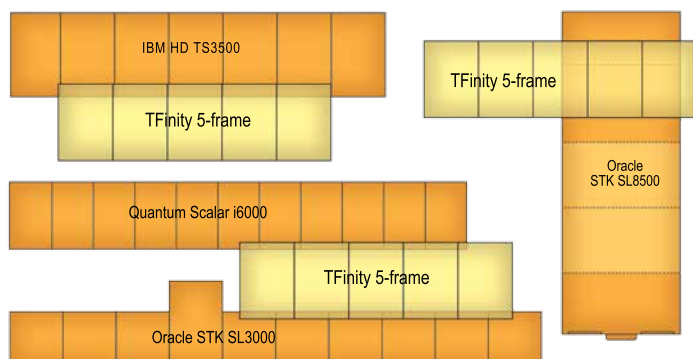 IBM HD TS3500
TFinity 5-frame
TFinity 5-frame
Oracle
STK SL8500
Quantum Scalar i6000
TFinity 5-frame
Oracle STK SL3000